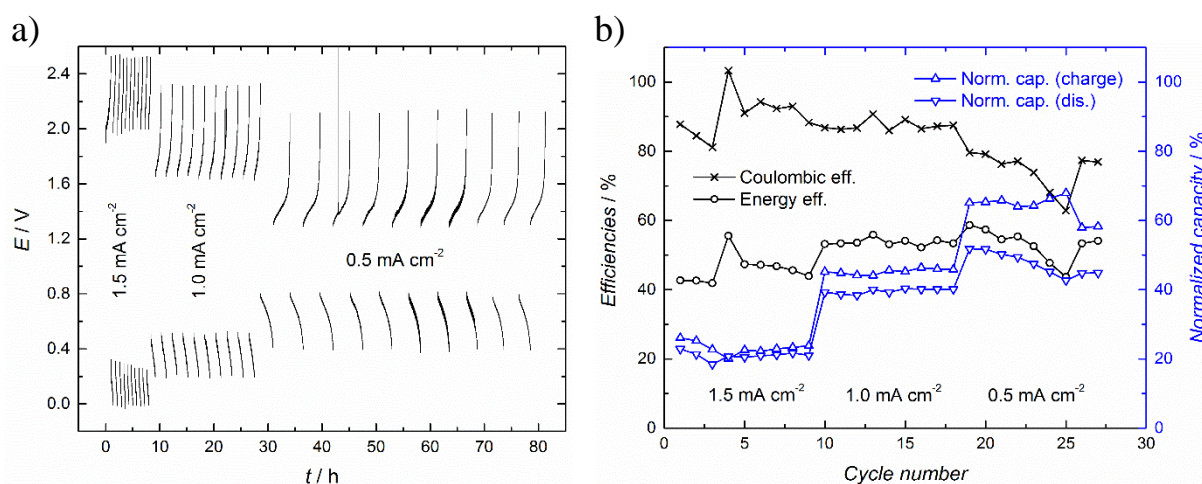 a)
E / V
2.4
2.0
1.6
1.2
0.8
0.4
0.0
1.5 mA cm⁻²
1.0 mA cm⁻²
0.5 mA cm⁻²
0 10 20 30 40 50 60 70 80
t / h
b)
Efficiencies / %
100
80
60
40
20
0
Norm. cap. (charge)
Norm. cap. (dis.)
Coulombic eff.
Energy eff.
1.5 mA cm⁻²
1.0 mA cm⁻²
0.5 mA cm⁻²
100
80
60
40
20
0
Normalized capacity / %
0 5 10 15 20 25 30
Cycle number